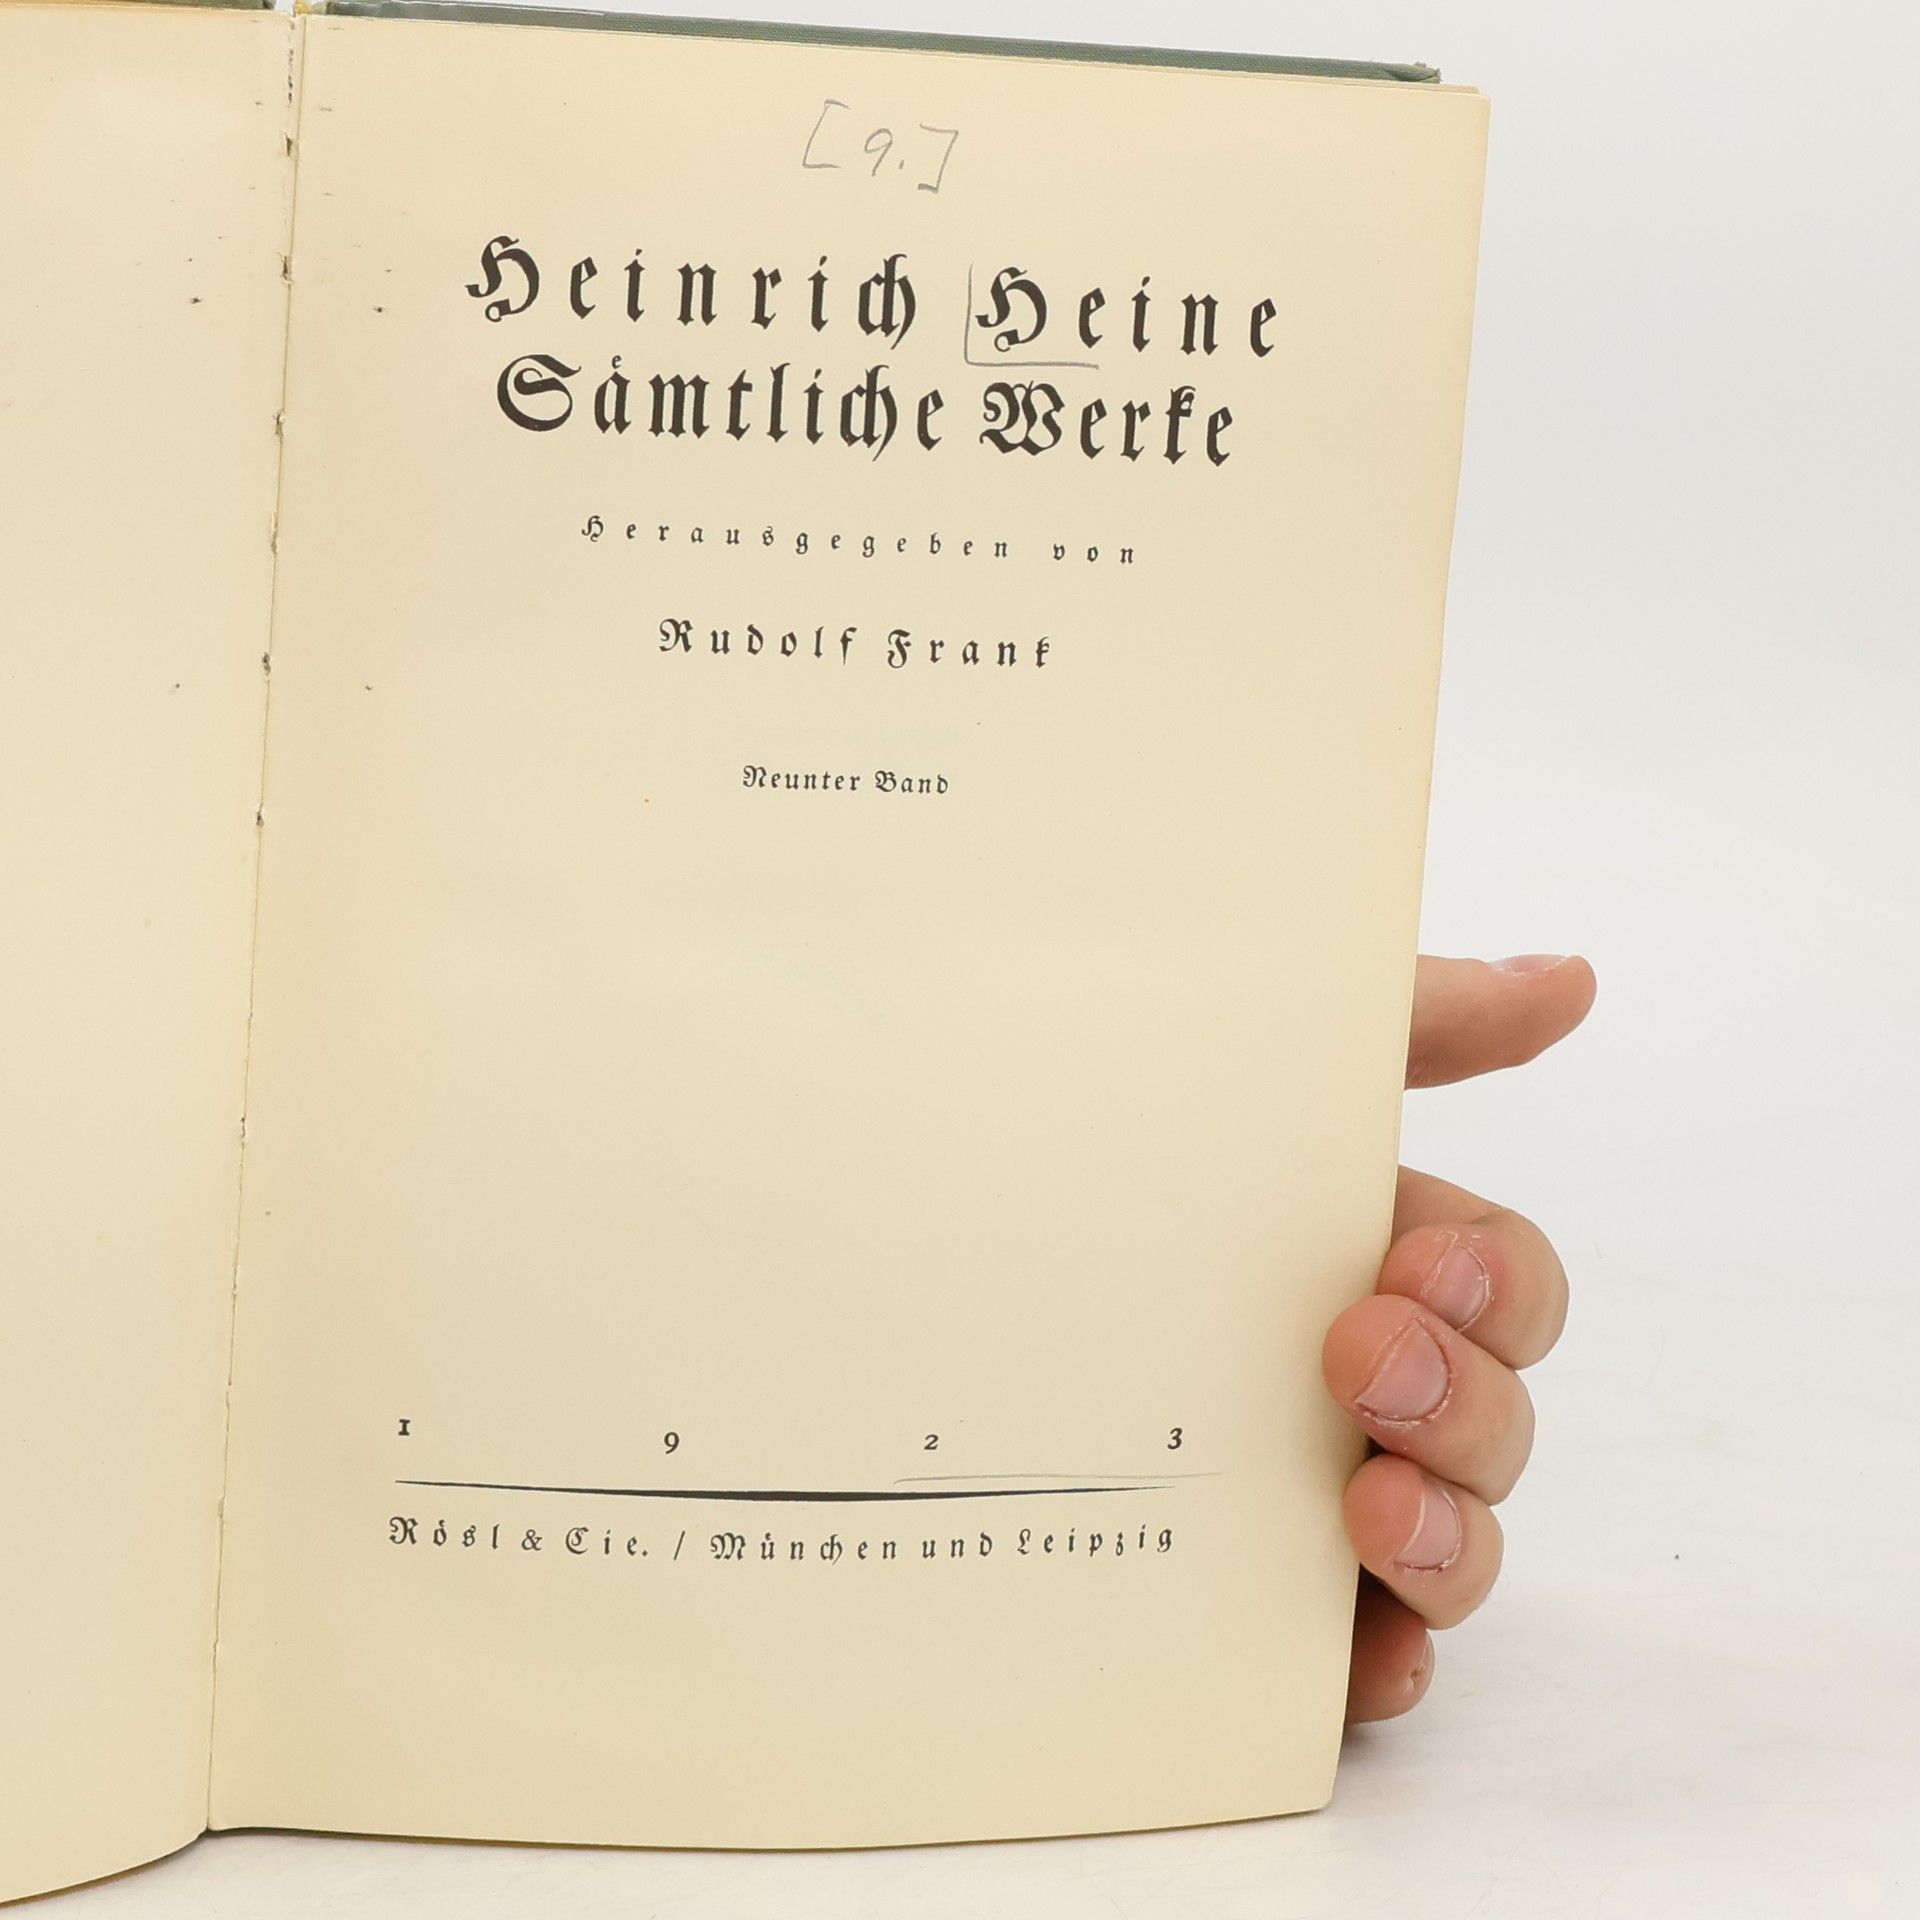 [9.]
Heinrich Heine
Sämtliche Werke
Herausgegeben von
Rudolf Frank
Neunter Band
1 9 2 3
Rösl & Cie. / München und Leipzig